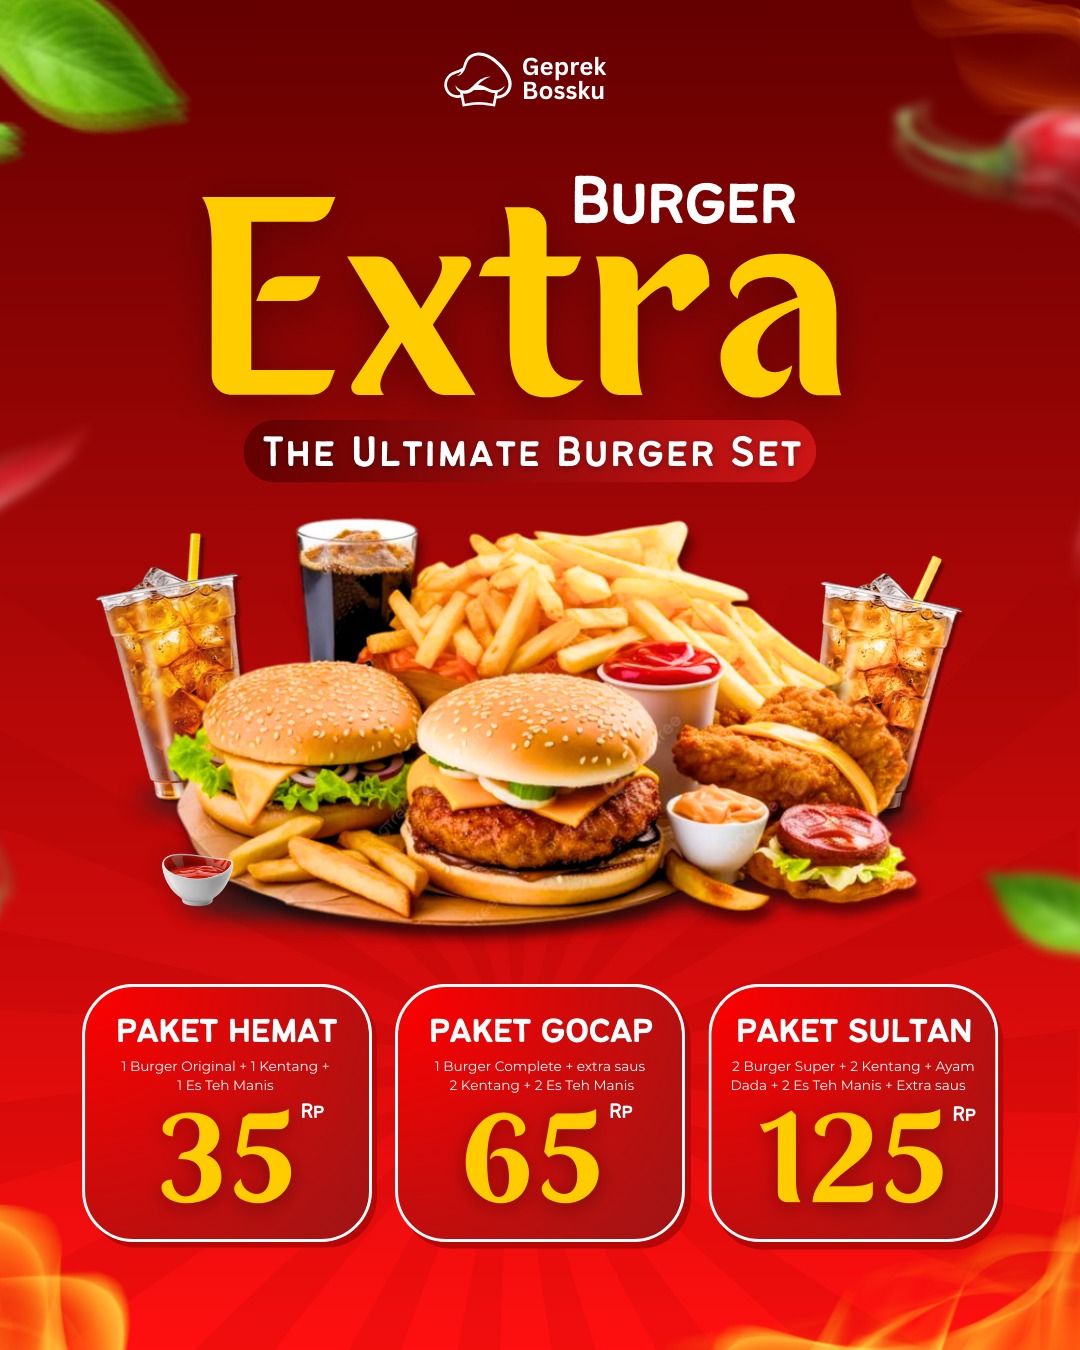 Geprek
Bossku
BURGER
Extra
THE ULTIMATE BURGER SET
PAKET HEMAT
1 Burger Original + 1 Kentang +
1 Es Teh Manis
35 RP
PAKET GOCAP
1 Burger Complete + extra saus
2 Kentang + 2 Es Teh Manis
65 RP
PAKET SULTAN
2 Burger Super + 2 Kentang + Ayam
Dada + 2 Es Teh Manis + Extra saus
125 RP